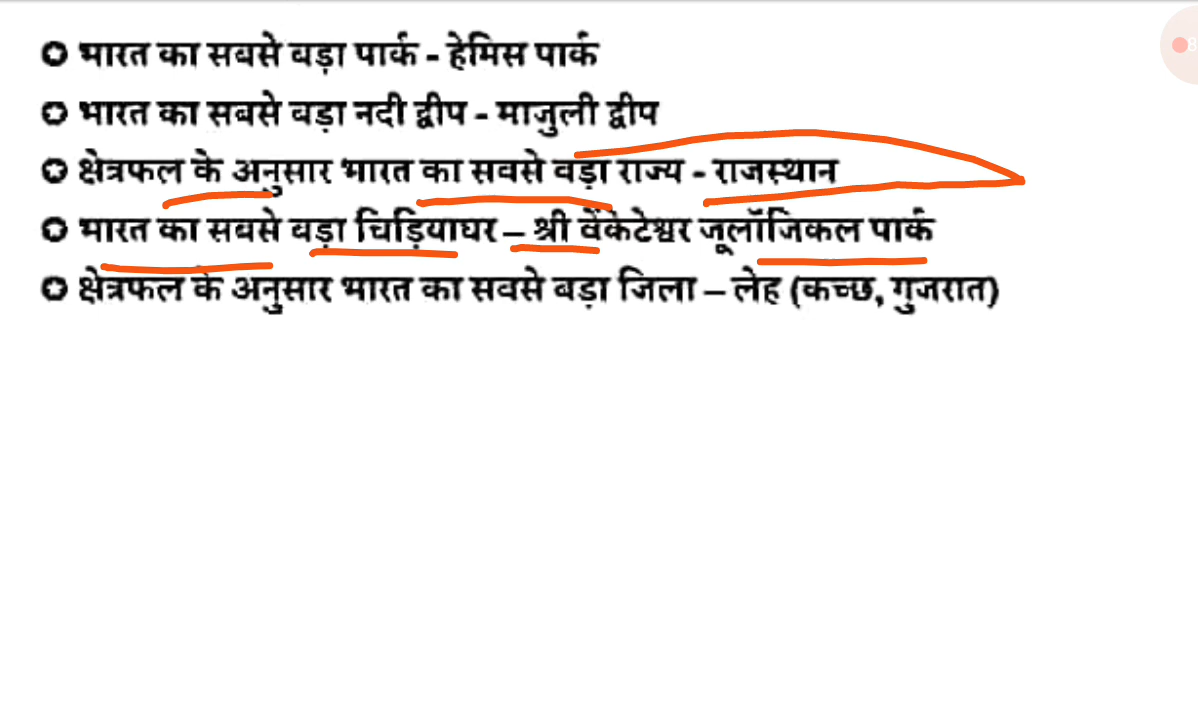 ✪ भारत का सबसे बड़ा पार्क - हेमिस पार्क
✪ भारत का सबसे बड़ा नदी द्वीप - माजुली द्वीप
✪ क्षेत्रफल के अनुसार भारत का सबसे बड़ा राज्य - राजस्थान
✪ भारत का सबसे बड़ा चिड़ियाघर – श्री वेंकेटेश्वर जूलॉजिकल पार्क
✪ क्षेत्रफल के अनुसार भारत का सबसे बड़ा जिला – लेह (कच्छ, गुजरात)